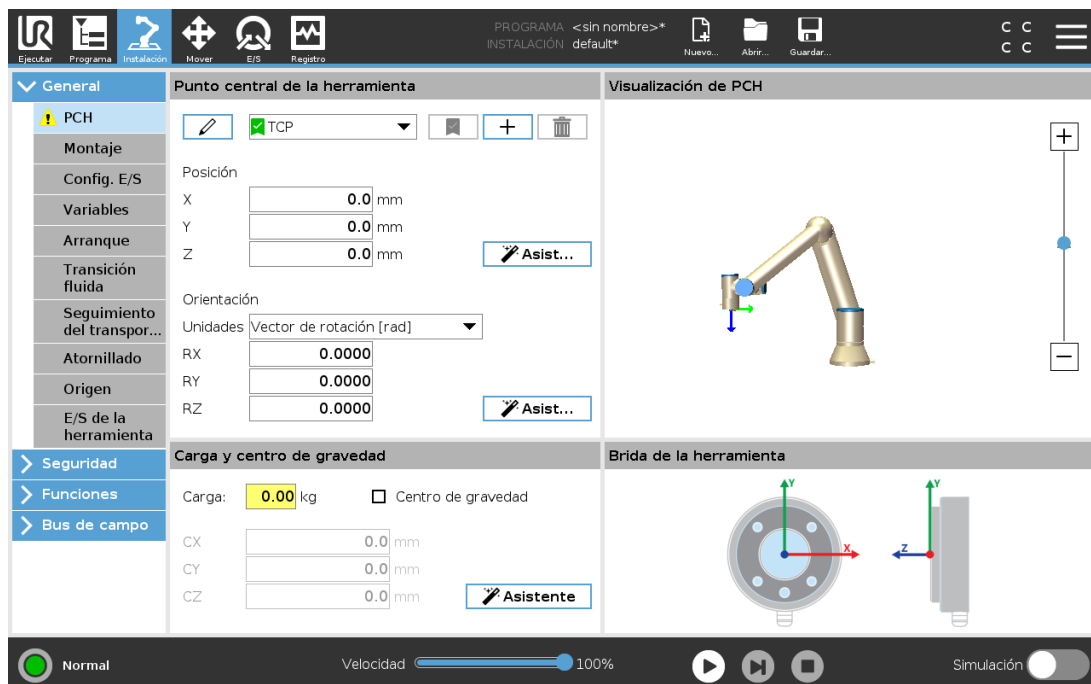 PROGRAMA <sin nombre>*
INSTALACIÓN default*
C C
C C
Ejecutar Programa Instalación Mover E/S Registro Nuevo... Abrir... Guardar...
General
PCH
Montaje
Config. E/S
Variables
Arranque
Transición
fluida
Seguimiento
del transpor...
Atornillado
Origen
E/S de la
herramienta
Seguridad
Funciones
Bus de campo
Punto central de la herramienta
TCP
Posición
X 0.0 mm
Y 0.0 mm
Z 0.0 mm Asist...
Orientación
Unidades Vector de rotación [rad]
RX 0.0000
RY 0.0000
RZ 0.0000 Asist...
Visualización de PCH
Carga y centro de gravedad
Carga: 0.00 kg Centro de gravedad
CX 0.0 mm
CY 0.0 mm
CZ 0.0 mm Asistente
Brida de la herramienta
Y Y
X Z
Normal Velocidad 100% Simulación